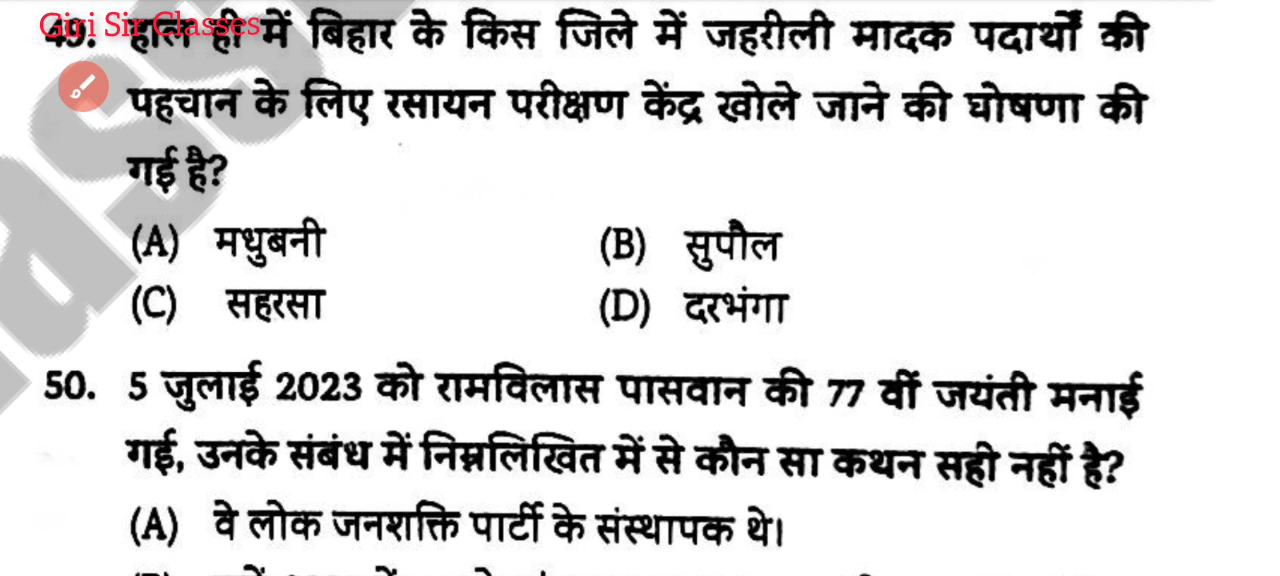 Giri Sir Classes
49. हाल ही में बिहार के किस जिले में जहरीली मादक पदार्थों की
पहचान के लिए रसायन परीक्षण केंद्र खोले जाने की घोषणा की
गई है?
(A) मधुबनी (B) सुपौल
(C) सहरसा (D) दरभंगा
50. 5 जुलाई 2023 को रामविलास पासवान की 77 वीं जयंती मनाई
गई, उनके संबंध में निम्नलिखित में से कौन सा कथन सही नहीं है?
(A) वे लोक जनशक्ति पार्टी के संस्थापक थे।